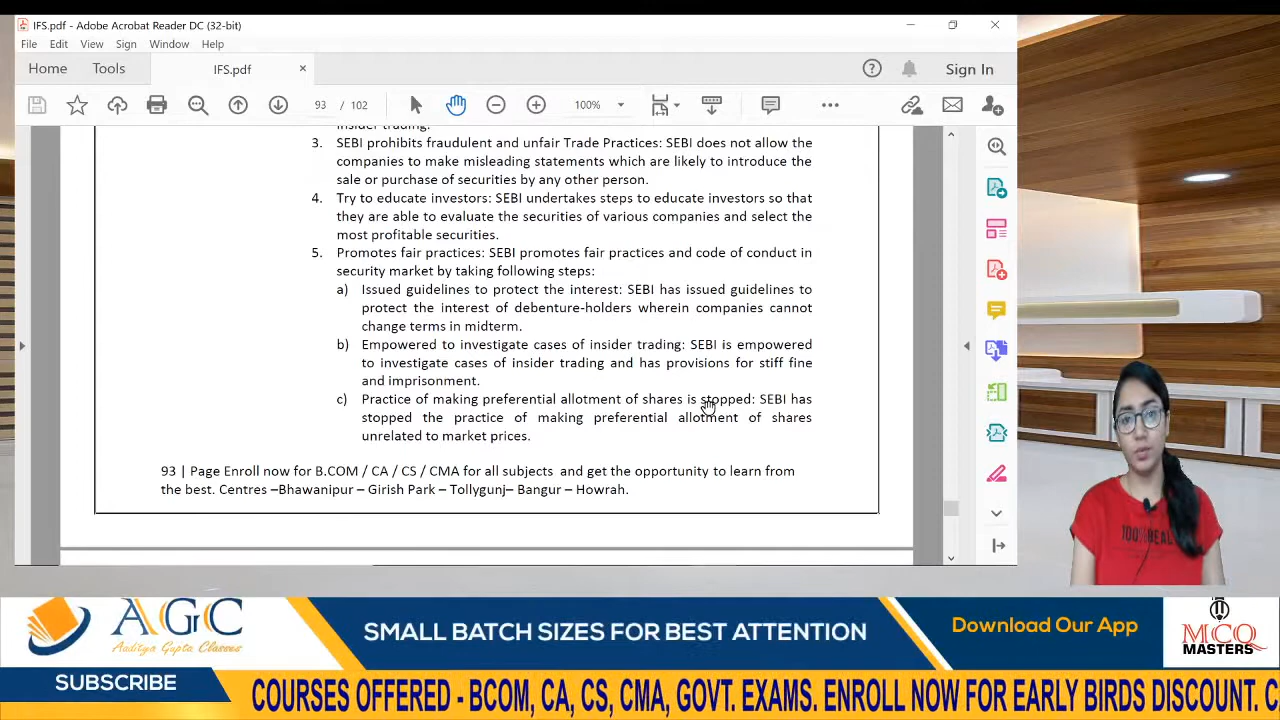 IFS.pdf - Adobe Acrobat Reader DC (32-bit)
File Edit View Sign Window Help
Home Tools IFS.pdf × Sign In
93 / 102 100%
insider trading.
3. SEBI prohibits fraudulent and unfair Trade Practices: SEBI does not allow the
companies to make misleading statements which are likely to introduce the
sale or purchase of securities by any other person.
4. Try to educate investors: SEBI undertakes steps to educate investors so that
they are able to evaluate the securities of various companies and select the
most profitable securities.
5. Promotes fair practices: SEBI promotes fair practices and code of conduct in
security market by taking following steps:
a) Issued guidelines to protect the interest: SEBI has issued guidelines to
protect the interest of debenture-holders wherein companies cannot
change terms in midterm.
b) Empowered to investigate cases of insider trading: SEBI is empowered
to investigate cases of insider trading and has provisions for stiff fine
and imprisonment.
c) Practice of making preferential allotment of shares is stopped: SEBI has
stopped the practice of making preferential allotment of shares
unrelated to market prices.
93 | Page Enroll now for B.COM / CA / CS / CMA for all subjects and get the opportunity to learn from
the best. Centres –Bhawanipur – Girish Park – Tollygunj– Bangur – Howrah.
AGC
Aaditya Gupta Classes
SMALL BATCH SIZES FOR BEST ATTENTION
Download Our App
MCQ
MASTERS
SUBSCRIBE
COURSES OFFERED - BCOM, CA, CS, CMA, GOVT. EXAMS. ENROLL NOW FOR EARLY BIRDS DISCOUNT.